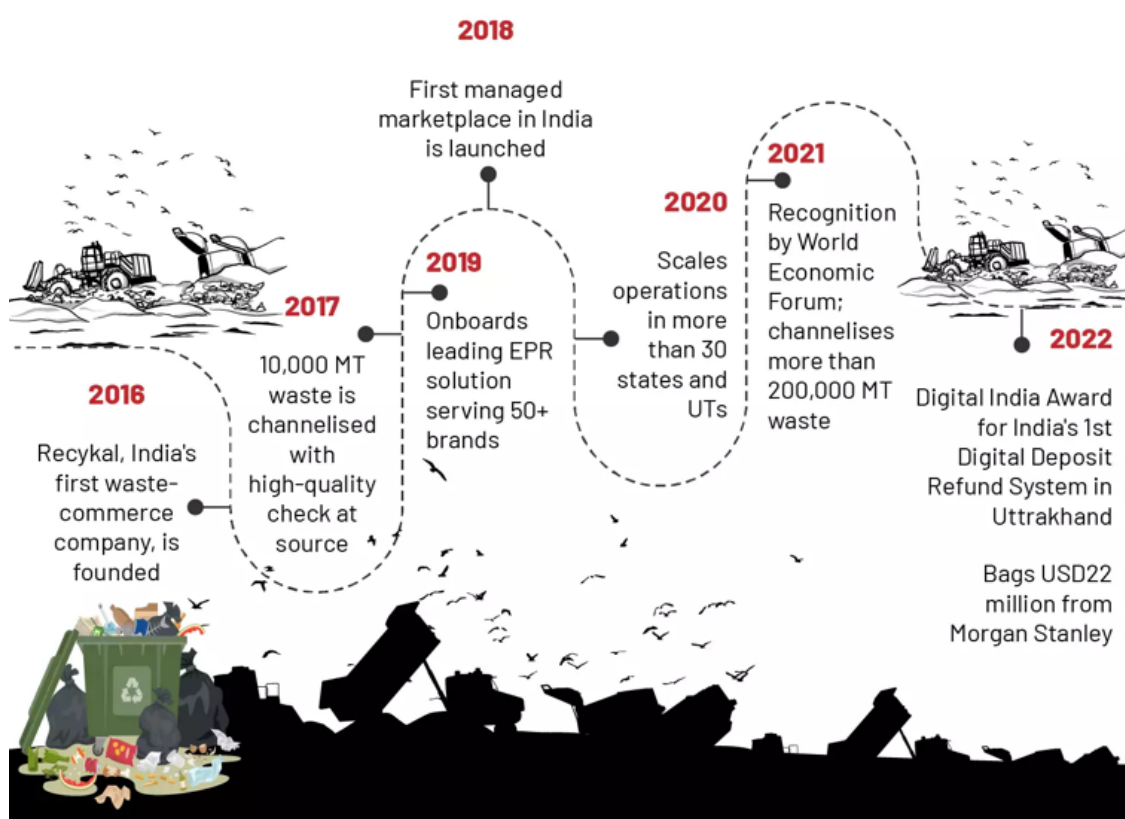 2016
Recykal, India's
first waste-
commerce
company, is
founded
2017
10,000 MT
waste is
channelised
with
high-quality
check at
source
2018
First managed
marketplace in India
is launched
2019
Onboards
leading EPR
solution
serving 50+
brands
2020
Scales
operations
in more
than 30
states and
UTs
2021
Recognition
by World
Economic
Forum;
channelises
more than
200,000 MT
waste
2022
Digital India Award
for India's 1st
Digital Deposit
Refund System in
Uttrakhand
Bags USD22
million from
Morgan Stanley